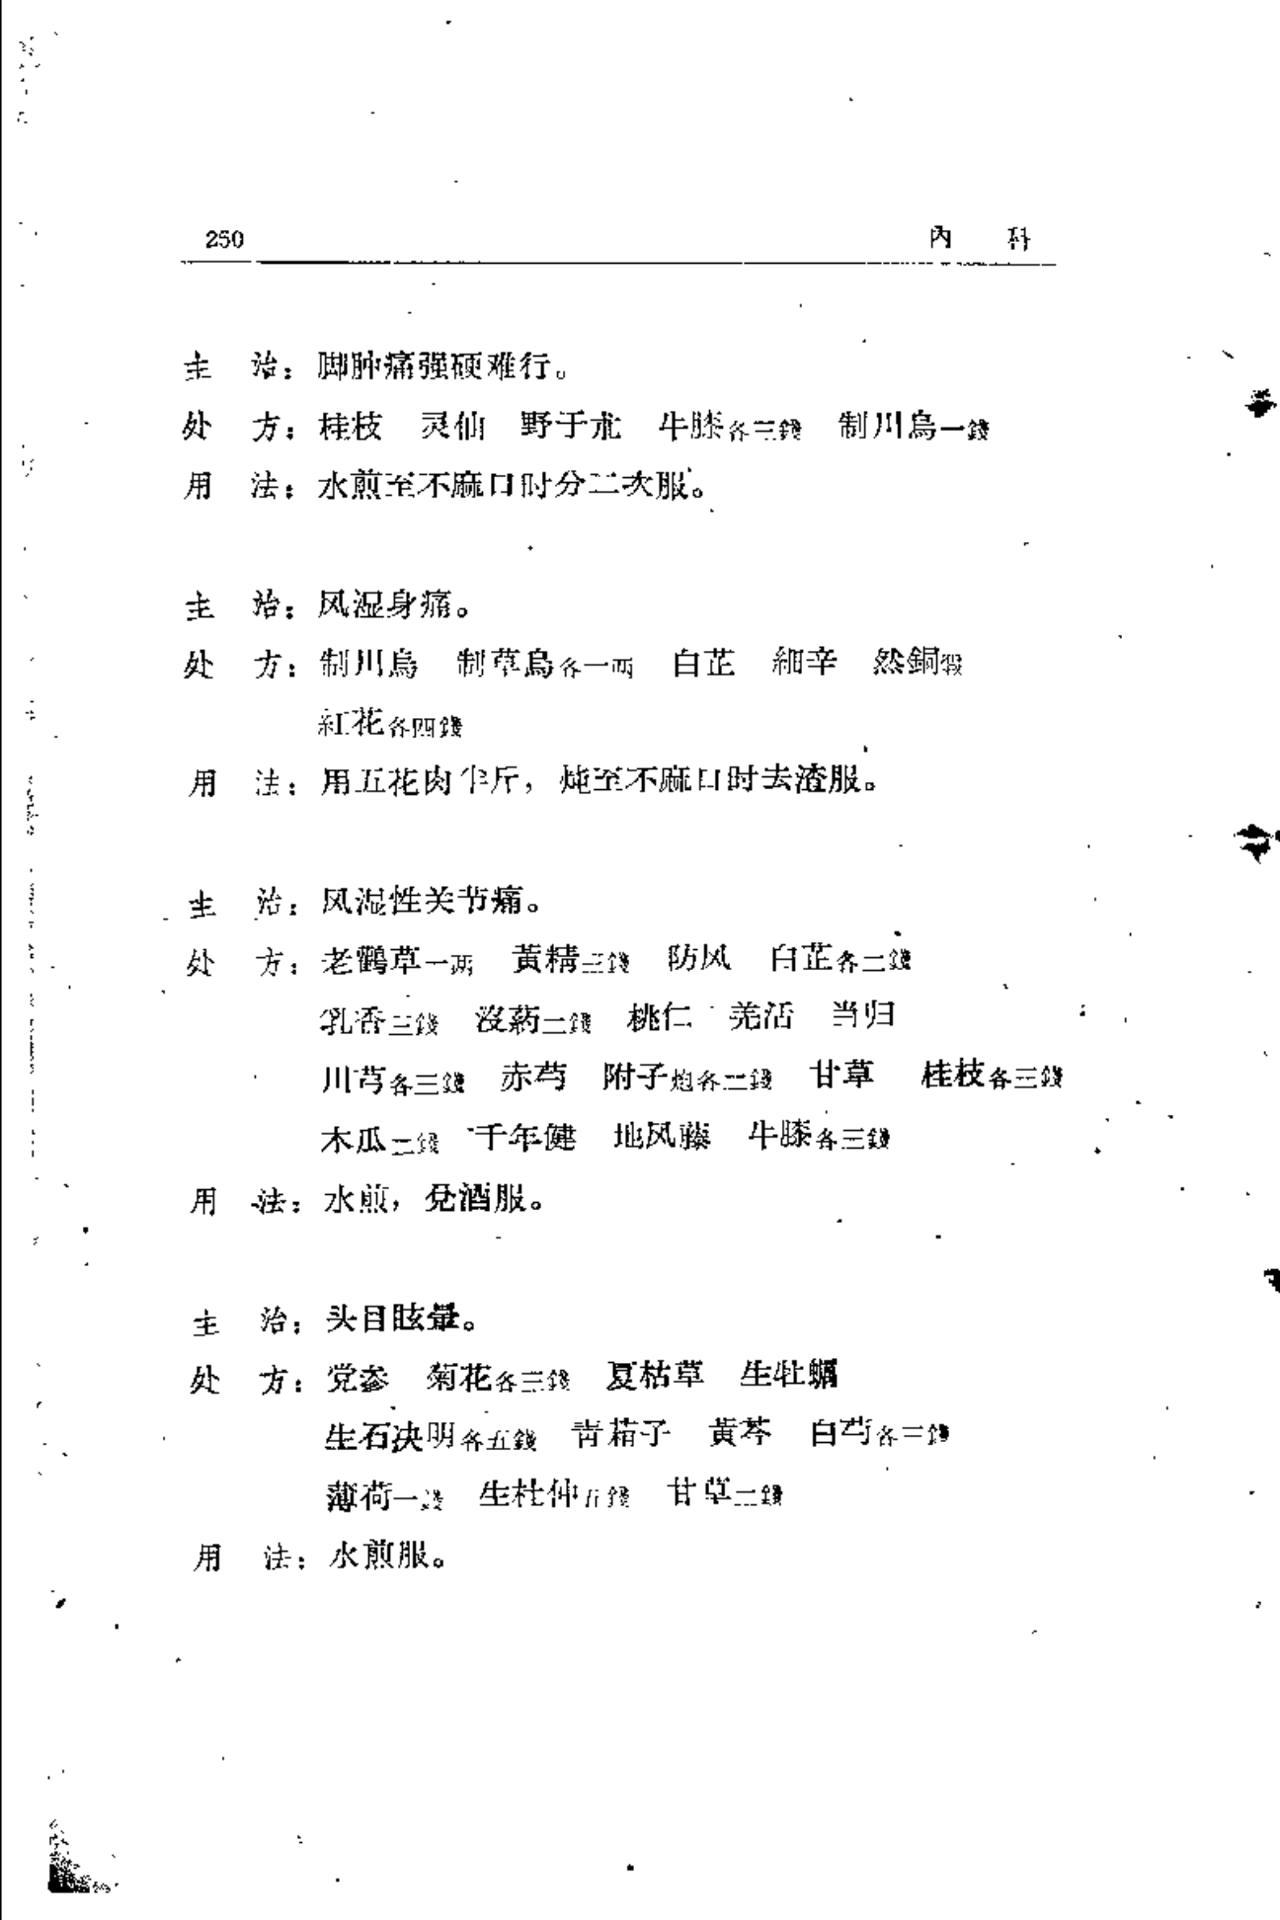 250 內 科
主 治：脚肿痛强硬难行。
处 方：桂枝 灵仙 野于朮 牛膝各三錢 制川烏一錢
用 法：水煎至不麻口时分二次服。
主 治：风湿身痛。
处 方：制川烏 制草烏各一两 白芷 細辛 然銅煅
紅花各四錢
用 法：用五花肉半斤，炖至不麻口时去渣服。
主 治：风湿性关节痛。
处 方：老鸛草一两 黃精三錢 防风 白芷各二錢
乳香三錢 沒葯二錢 桃仁 羌活 当归
川芎各三錢 赤芍 附子炮各二錢 甘草 桂枝各三錢
木瓜二錢 千年健 地风藤 牛膝各三錢
用 法：水煎，兌酒服。
主 治：头目眩暈。
处 方：党参 菊花各三錢 夏枯草 生牡蠣
生石决明各五錢 青葙子 黃芩 白芍各三錢
薄荷一錢 生杜仲五錢 甘草二錢
用 法：水煎服。